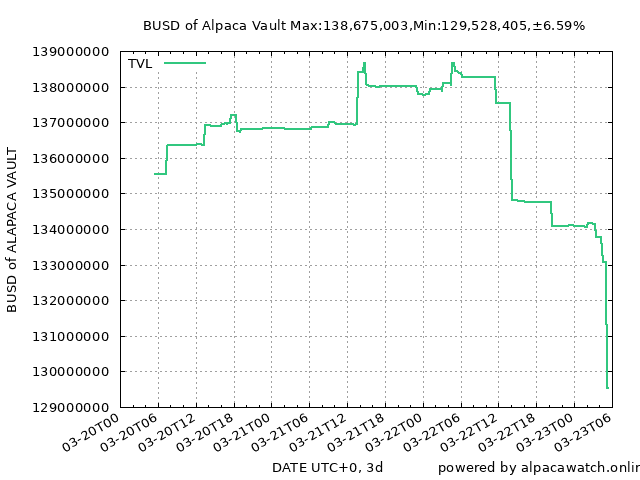 BUSD of Alpaca Vault Max:138,675,003,Min:129,528,405,±6.59%
TVL
139000000
138000000
137000000
136000000
135000000
134000000
133000000
132000000
131000000
130000000
129000000
BUSD of ALAPACA VAULT
03-20T00
03-20T06
03-20T12
03-20T18
03-21T00
03-21T06
03-21T12
03-21T18
03-22T00
03-22T06
03-22T12
03-22T18
03-23T00
03-23T06
DATE UTC+0, 3d
powered by alpacawatch.onlin